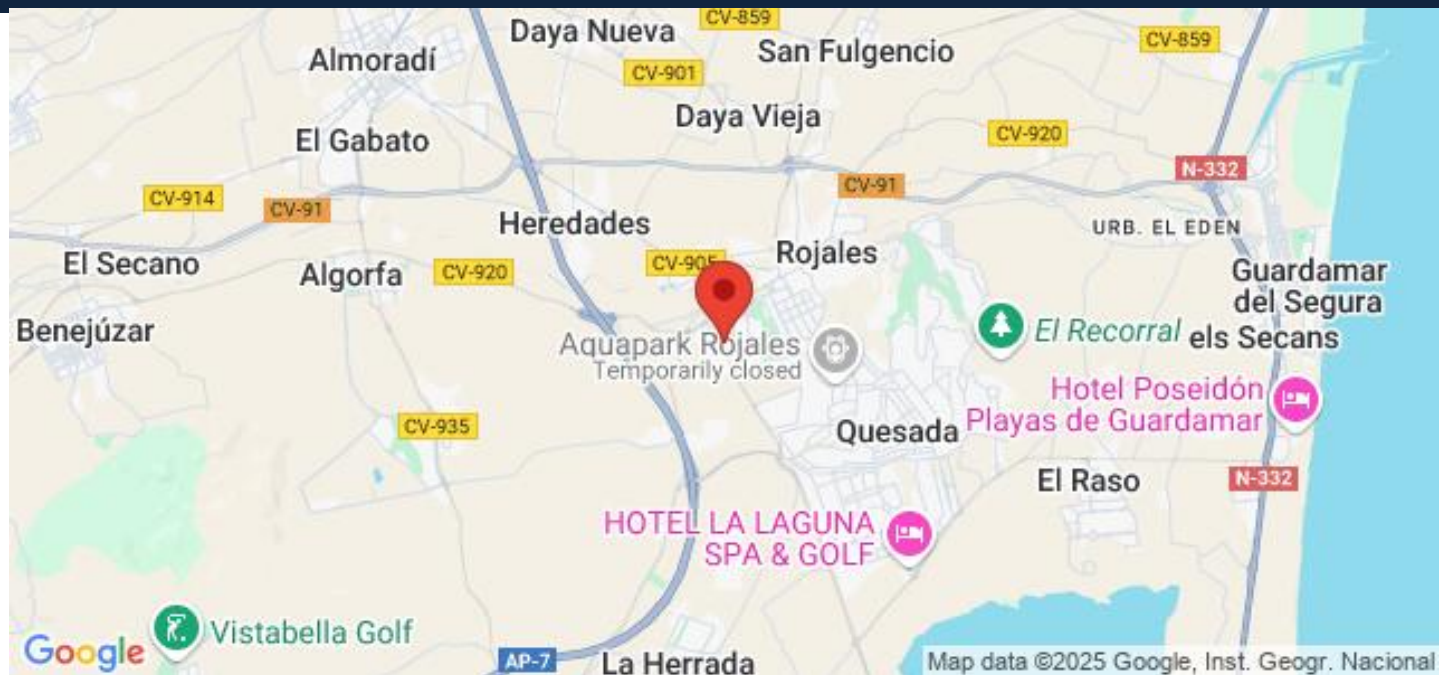 CV-859
Daya Nueva
San Fulgencio
CV-859
Almoradí
CV-901
Daya Vieja
El Gabato
CV-920
N-332
CV-914
CV-91
CV-91
Heredades
URB. EL EDEN
El Secano
Algorfa
CV-920
CV-905
Rojales
Guardamar
del Segura
Benejúzar
Aquapark Rojales
Temporarily closed
El Recorral
els Secans
Hotel Poseidón
Playas de Guardamar
CV-935
Quesada
El Raso
N-332
HOTEL LA LAGUNA
SPA & GOLF
Vistabella Golf
Google
AP-7
La Herrada
Map data ©2025 Google, Inst. Geogr. Nacional